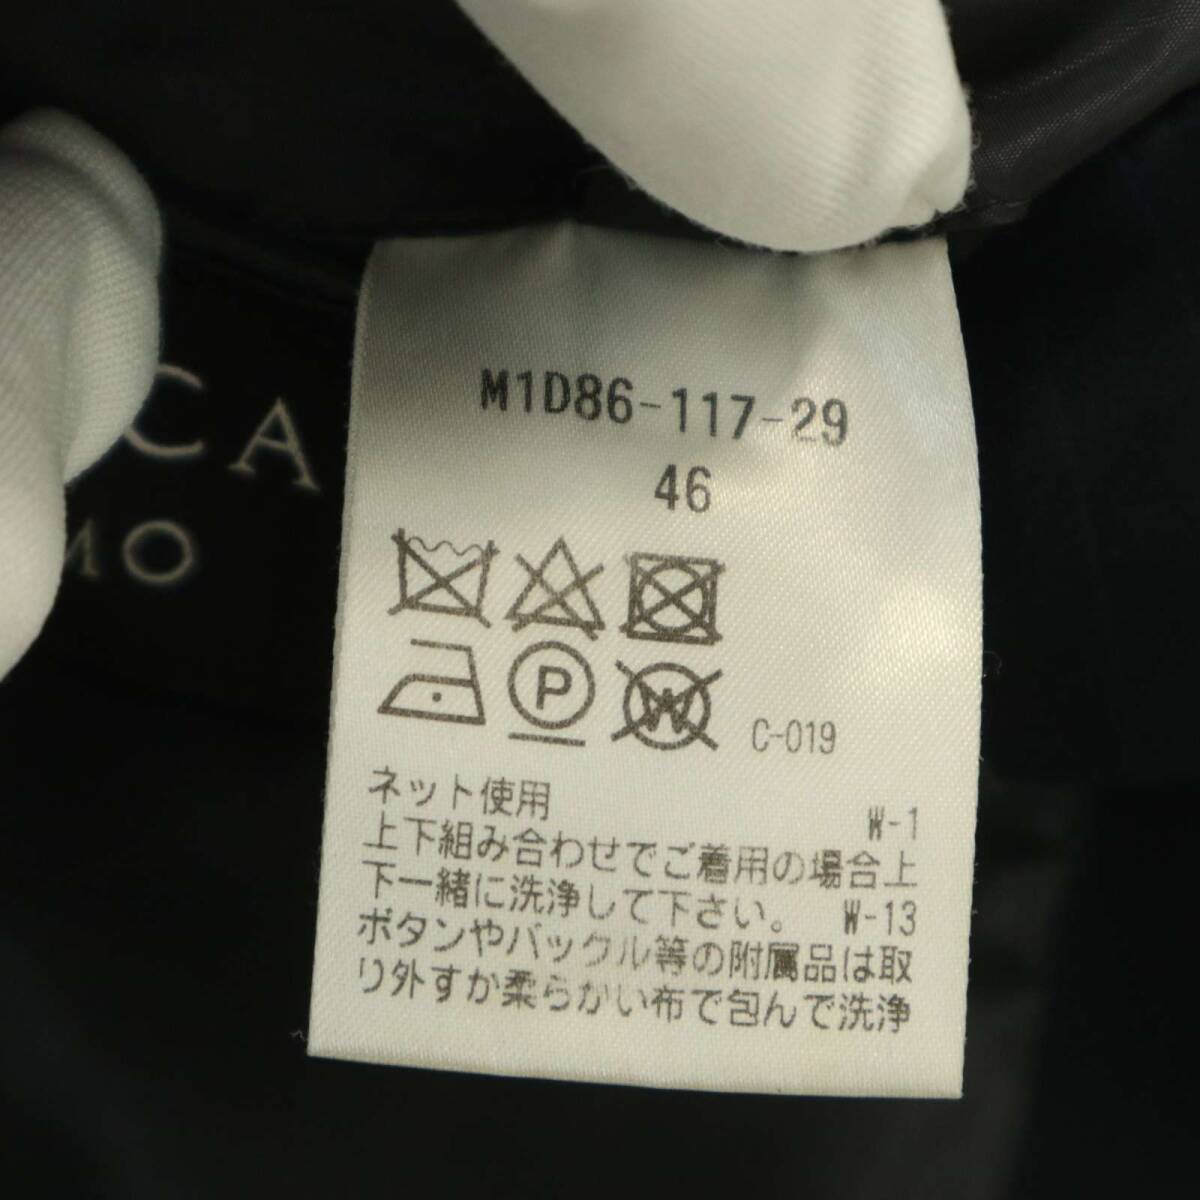 CA
MO
M1D86-117-29
46
P
W
C-019
ネット使用 W-1
上下組み合わせでご着用の場合上
下一緒に洗浄して下さい。 W-13
ボタンやバックル等の附属品は取
り外すか柔らかい布で包んで洗浄